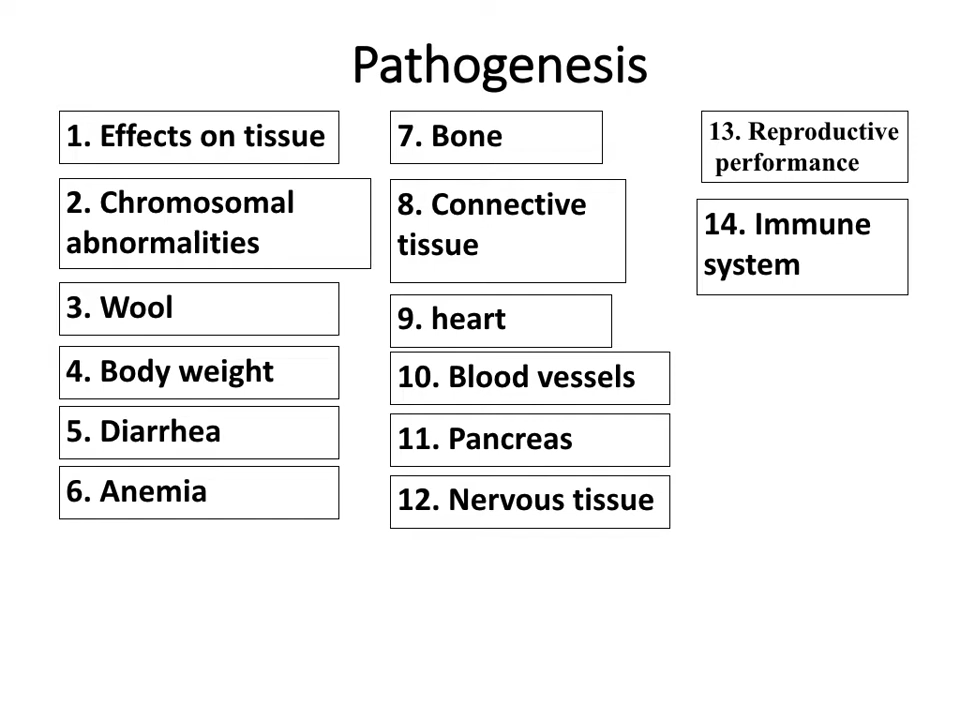 Pathogenesis
1. Effects on tissue
2. Chromosomal
abnormalities
3. Wool
4. Body weight
5. Diarrhea
6. Anemia
7. Bone
8. Connective
tissue
9. heart
10. Blood vessels
11. Pancreas
12. Nervous tissue
13. Reproductive
performance
14. Immune
system